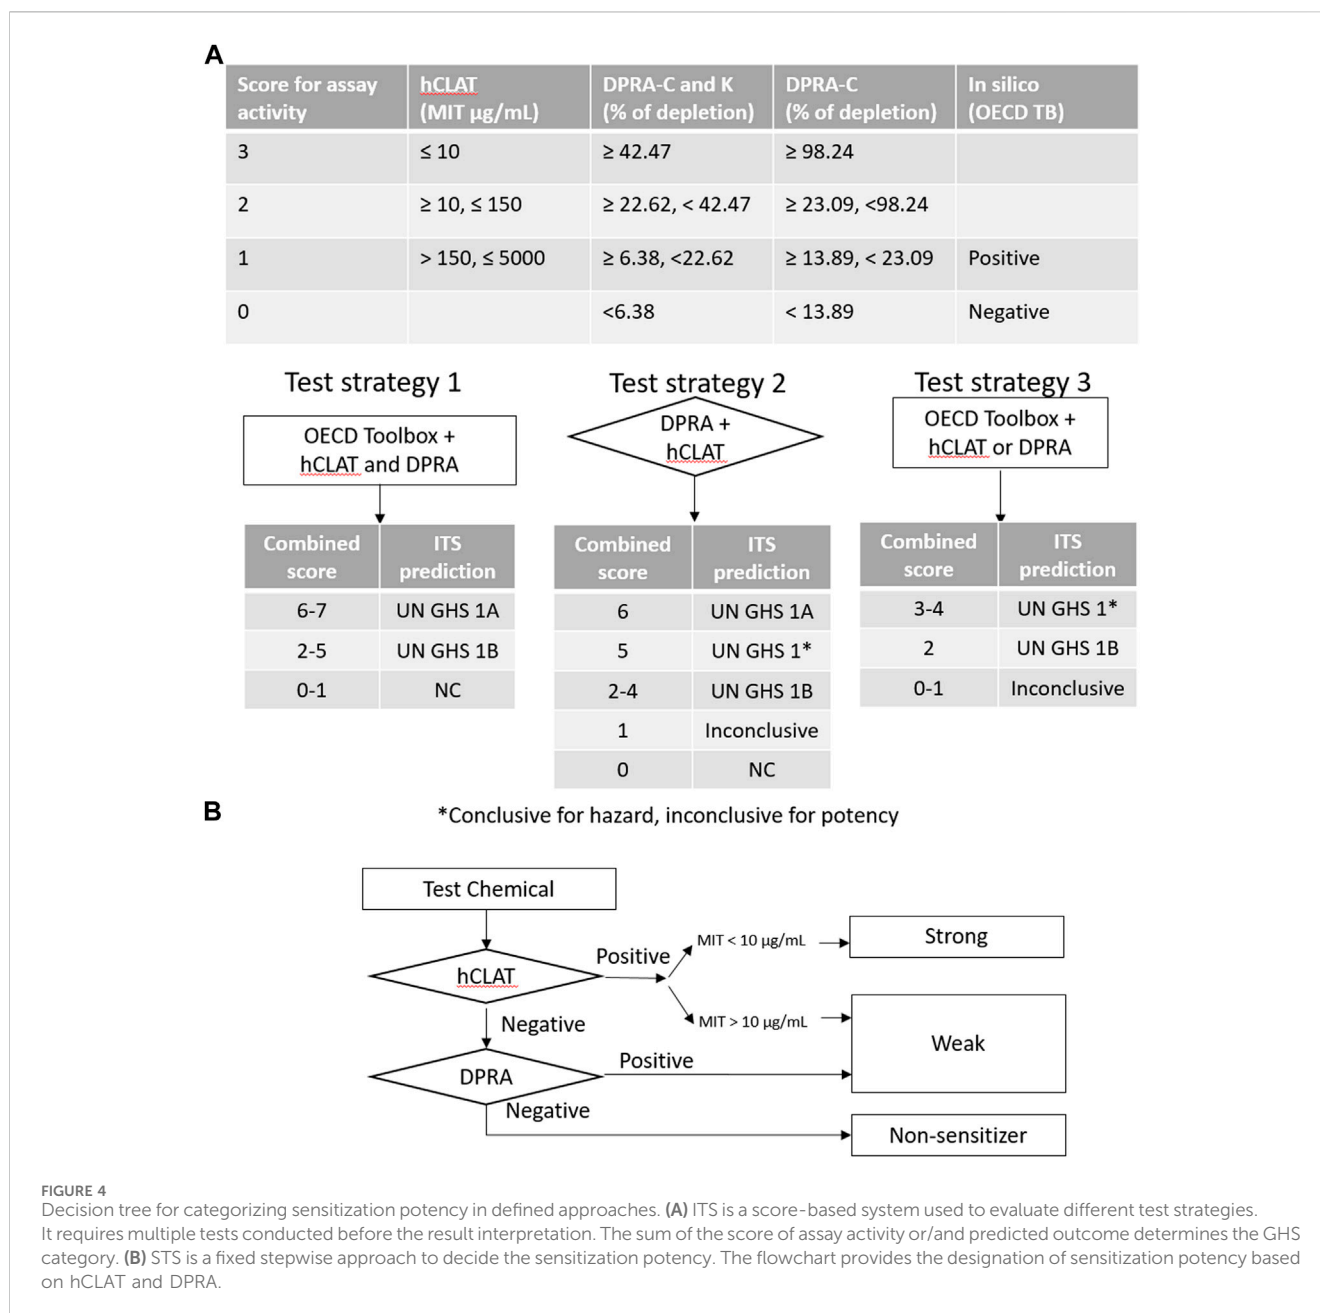 A
Score for assay activity | hCLAT (MIT µg/mL) | DPRA-C and K (% of depletion) | DPRA-C (% of depletion) | In silico (OECD TB)
3 | ≤ 10 | ≥ 42.47 | ≥ 98.24
2 | ≥ 10, ≤ 150 | ≥ 22.62, < 42.47 | ≥ 23.09, <98.24
1 | > 150, ≤ 5000 | ≥ 6.38, <22.62 | ≥ 13.89, < 23.09 | Positive
0 | <6.38 | < 13.89 | Negative
Test strategy 1
OECD Toolbox +
hCLAT and DPRA
Combined score | ITS prediction
6-7 | UN GHS 1A
2-5 | UN GHS 1B
0-1 | NC
Test strategy 2
DPRA +
hCLAT
Combined score | ITS prediction
6 | UN GHS 1A
5 | UN GHS 1*
2-4 | UN GHS 1B
1 | Inconclusive
0 | NC
Test strategy 3
OECD Toolbox +
hCLAT or DPRA
Combined score | ITS prediction
3-4 | UN GHS 1*
2 | UN GHS 1B
0-1 | Inconclusive
*Conclusive for hazard, inconclusive for potency
B
Test Chemical
hCLAT
Positive
MIT < 10 µg/mL
Strong
MIT > 10 µg/mL
Weak
Negative
DPRA
Positive
Negative
Non-sensitizer
FIGURE 4
Decision tree for categorizing sensitization potency in defined approaches. (A) ITS is a score-based system used to evaluate different test strategies.
It requires multiple tests conducted before the result interpretation. The sum of the score of assay activity or/and predicted outcome determines the GHS
category. (B) STS is a fixed stepwise approach to decide the sensitization potency. The flowchart provides the designation of sensitization potency based
on hCLAT and DPRA.